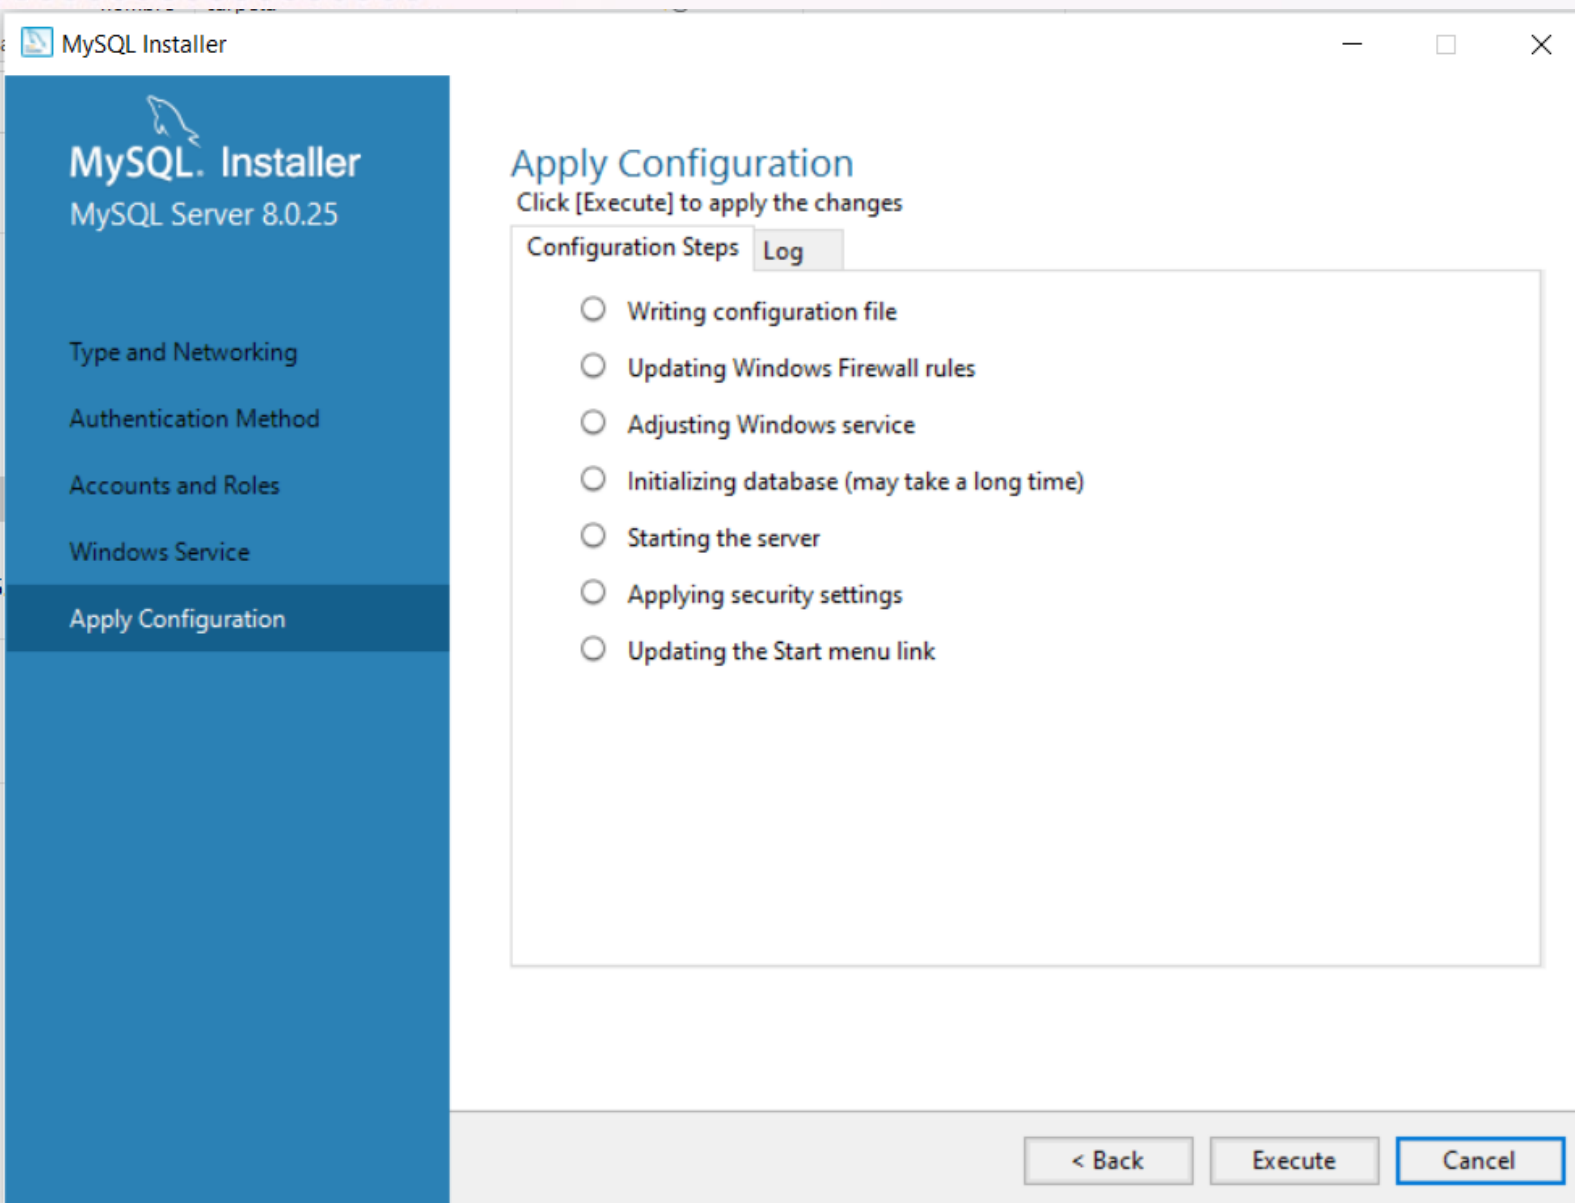 MySQL Installer
MySQL. Installer
MySQL Server 8.0.25
Type and Networking
Authentication Method
Accounts and Roles
Windows Service
Apply Configuration
Apply Configuration
Click [Execute] to apply the changes
Configuration Steps
Log
Writing configuration file
Updating Windows Firewall rules
Adjusting Windows service
Initializing database (may take a long time)
Starting the server
Applying security settings
Updating the Start menu link
< Back
Execute
Cancel